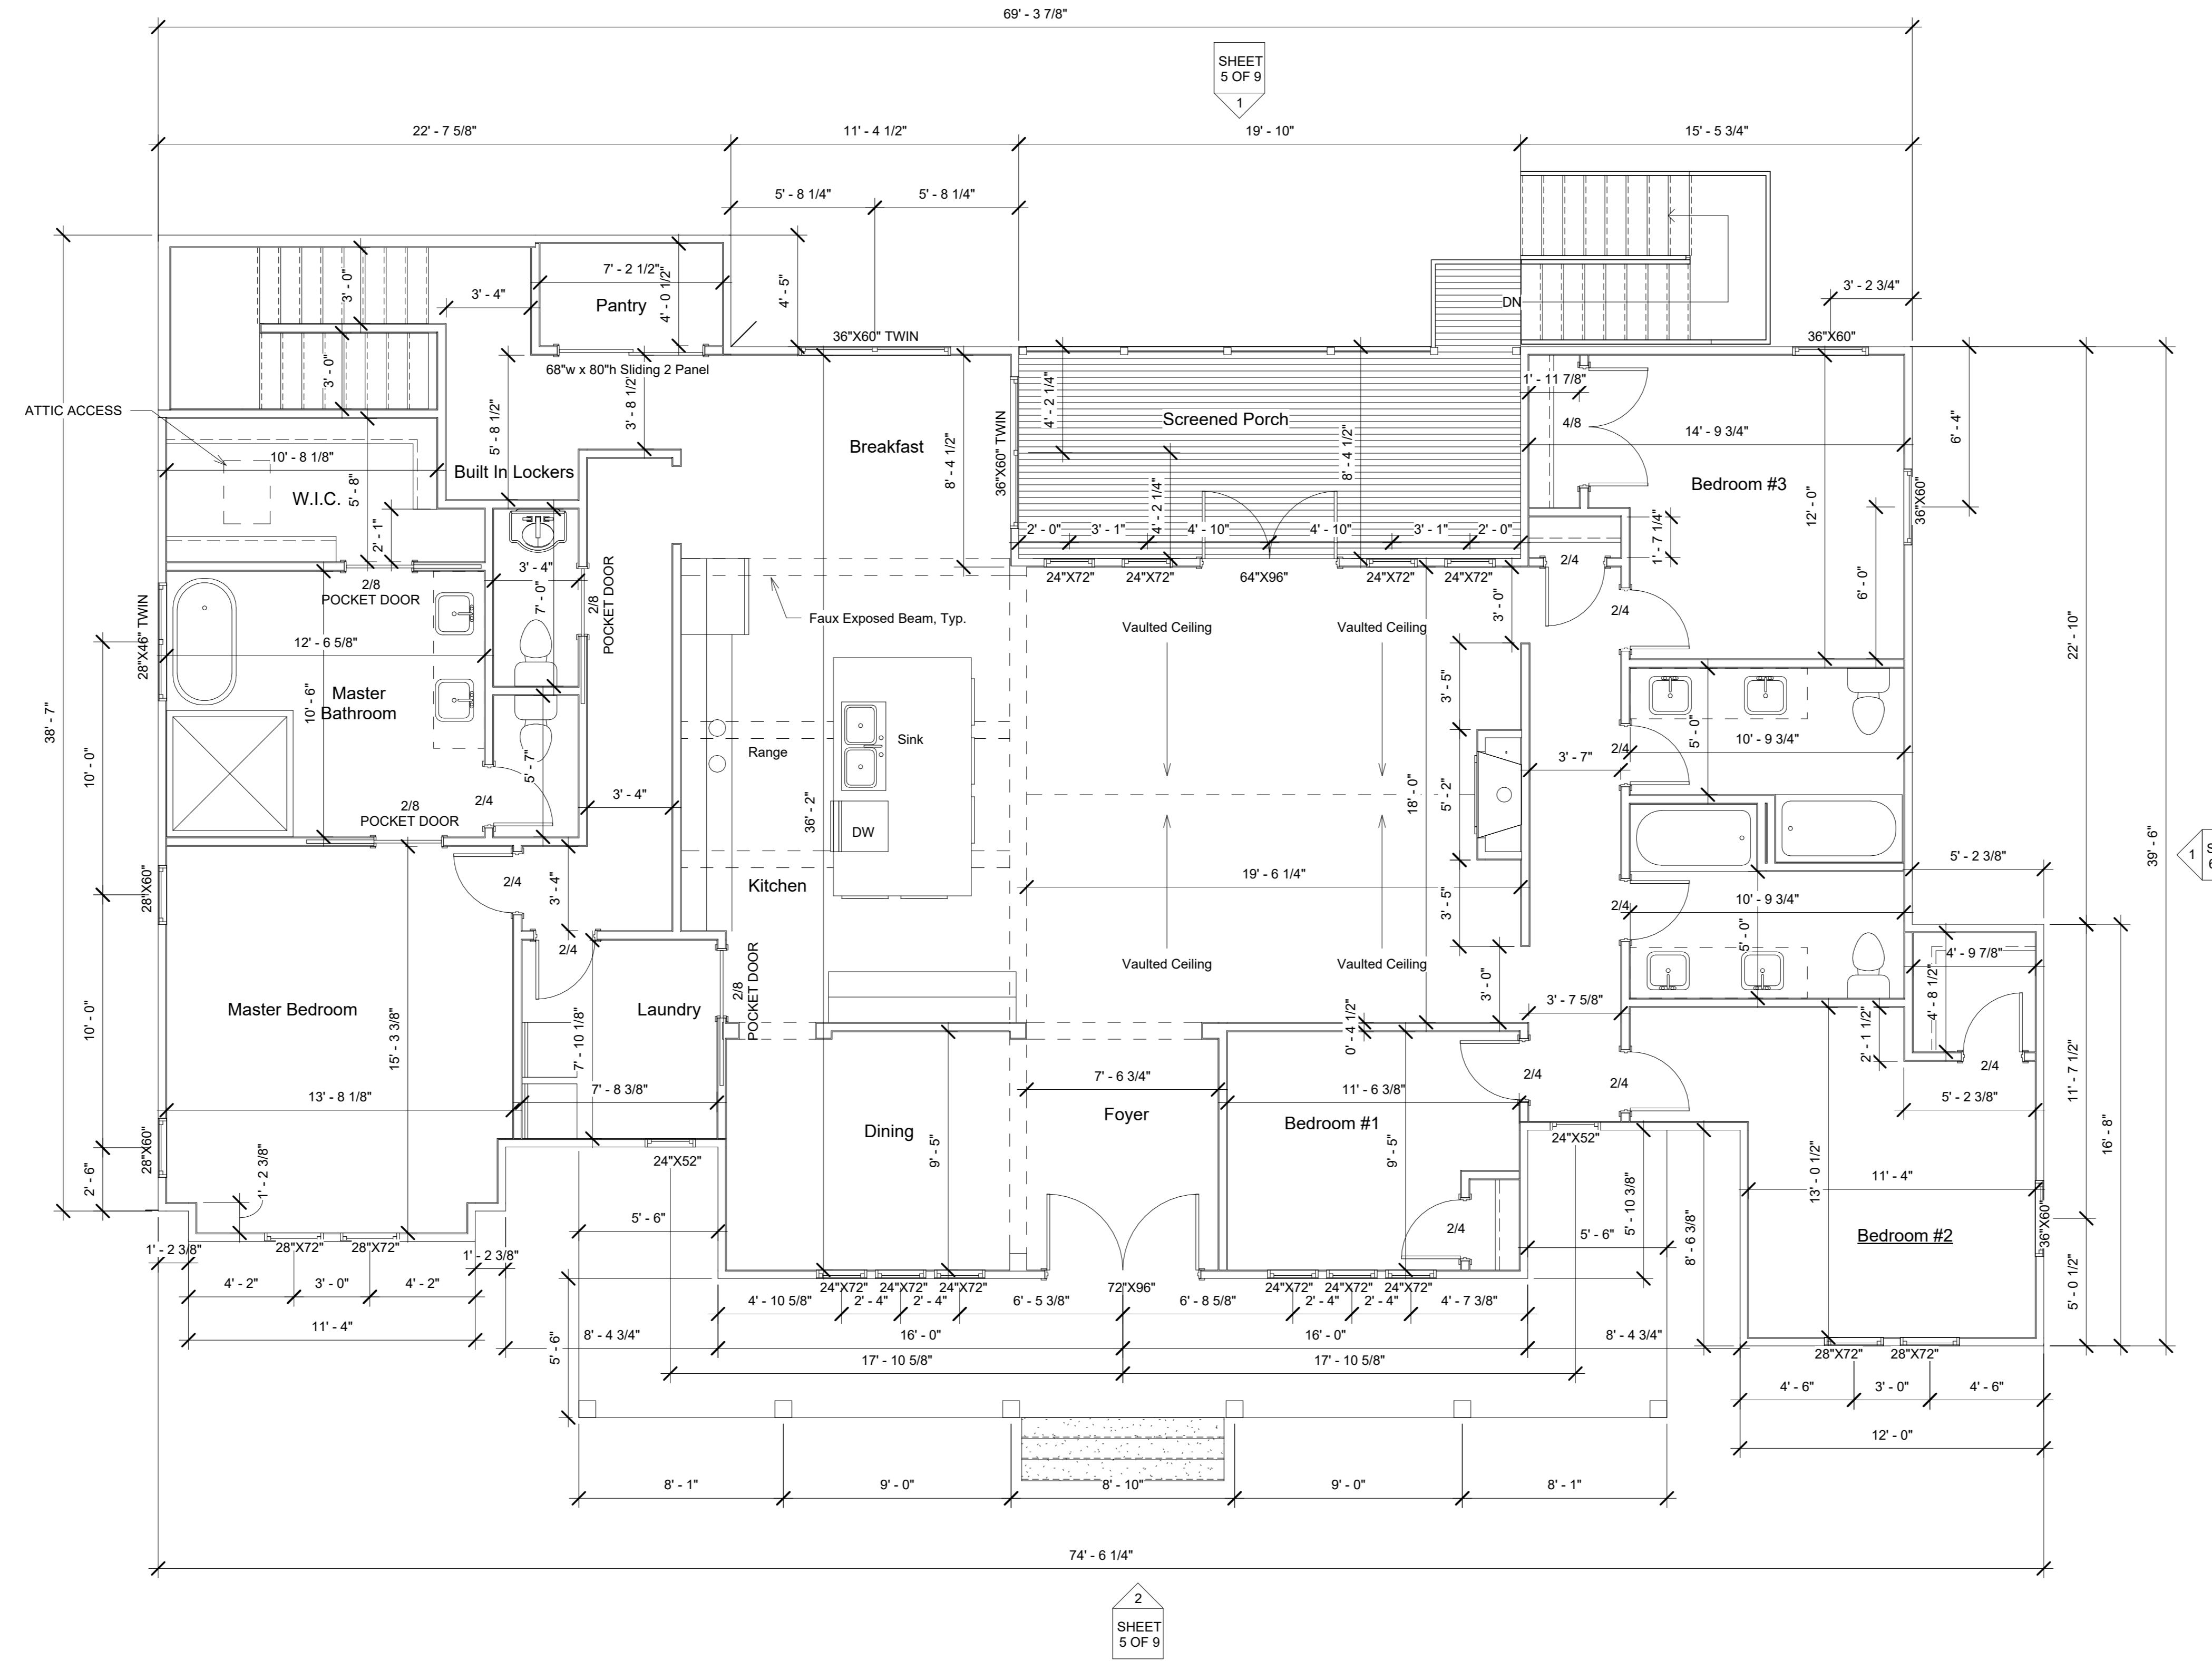 69' - 3 7/8"
SHEET
5 OF 9
1
22' - 7 5/8"
11' - 4 1/2"
19' - 10"
15' - 5 3/4"
5' - 8 1/4"
5' - 8 1/4"
3' - 0"
3' - 4"
7' - 2 1/2"
Pantry
4' - 0 1/2"
4' - 5"
DN
3' - 2 3/4"
36"X60" TWIN
36"X60"
68"w x 80"h Sliding 2 Panel
3' - 0"
ATTIC ACCESS
5' - 8 1/2"
3' - 8 1/2"
4' - 2 1/4"
Screened Porch
1' - 11 7/8"
4/8
14' - 9 3/4"
6' - 4"
Breakfast
8' - 4 1/2"
36"X60" TWIN
8' - 4 1/2"
10' - 8 1/8"
5' - 8"
Built In Lockers
W.I.C.
Bedroom #3
12' - 0"
36"X60"
2' - 1"
4' - 2 1/4"
2' - 0"
3' - 1"
4' - 10"
4' - 10"
3' - 1"
2' - 0"
1' - 7 1/4"
2/4
24"X72"
24"X72"
64"X96"
24"X72"
24"X72"
3' - 4"
2/8
POCKET DOOR
7' - 0"
2/8
POCKET DOOR
28"X46" TWIN
Faux Exposed Beam, Typ.
Vaulted Ceiling
Vaulted Ceiling
3' - 0"
2/4
6' - 0"
22' - 10"
12' - 6 5/8"
Master
Bathroom
10' - 6"
38' - 7"
10' - 0"
Range
Sink
3' - 5"
5' - 0"
10' - 9 3/4"
2/4
3' - 7"
5' - 7"
2/4
3' - 4"
2/8
POCKET DOOR
36' - 2"
DW
18' - 0"
5' - 2"
39' - 6"
1
5' - 2 3/8"
28"X60"
2/4
3' - 4"
Kitchen
19' - 6 1/4"
3' - 5"
2/4
10' - 9 3/4"
5' - 0"
2/4
2/8
POCKET DOOR
Vaulted Ceiling
Vaulted Ceiling
3' - 0"
4' - 9 7/8"
4' - 8 1/2"
Master Bedroom
15' - 3 3/8"
10' - 0"
Laundry
7' - 10 1/8"
3' - 7 5/8"
0' - 4 1/2"
2' - 1 1/2"
2/4
2/4
2/4
13' - 8 1/8"
7' - 8 3/8"
7' - 6 3/4"
11' - 6 3/8"
5' - 2 3/8"
11' - 7 1/2"
16' - 8"
Foyer
Dining
9' - 5"
Bedroom #1
9' - 5"
28"X60"
24"X52"
24"X52"
2' - 6"
1' - 2 3/8"
5' - 6"
2/4
5' - 10 3/8"
5' - 6"
8' - 6 3/8"
13' - 0 1/2"
11' - 4"
Bedroom #2
36"X60"
28"X72"
28"X72"
1' - 2 3/8"
1' - 2 3/8"
4' - 2"
3' - 0"
4' - 2"
11' - 4"
24"X72"
24"X72"
24"X72"
72"X96"
24"X72"
24"X72"
24"X72"
4' - 10 5/8"
2' - 4"
2' - 4"
6' - 5 3/8"
6' - 8 5/8"
2' - 4"
2' - 4"
4' - 7 3/8"
5' - 0 1/2"
5' - 6"
8' - 4 3/4"
16' - 0"
16' - 0"
8' - 4 3/4"
28"X72"
28"X72"
17' - 10 5/8"
17' - 10 5/8"
4' - 6"
3' - 0"
4' - 6"
12' - 0"
8' - 1"
9' - 0"
8' - 10"
9' - 0"
8' - 1"
74' - 6 1/4"
2
SHEET
5 OF 9